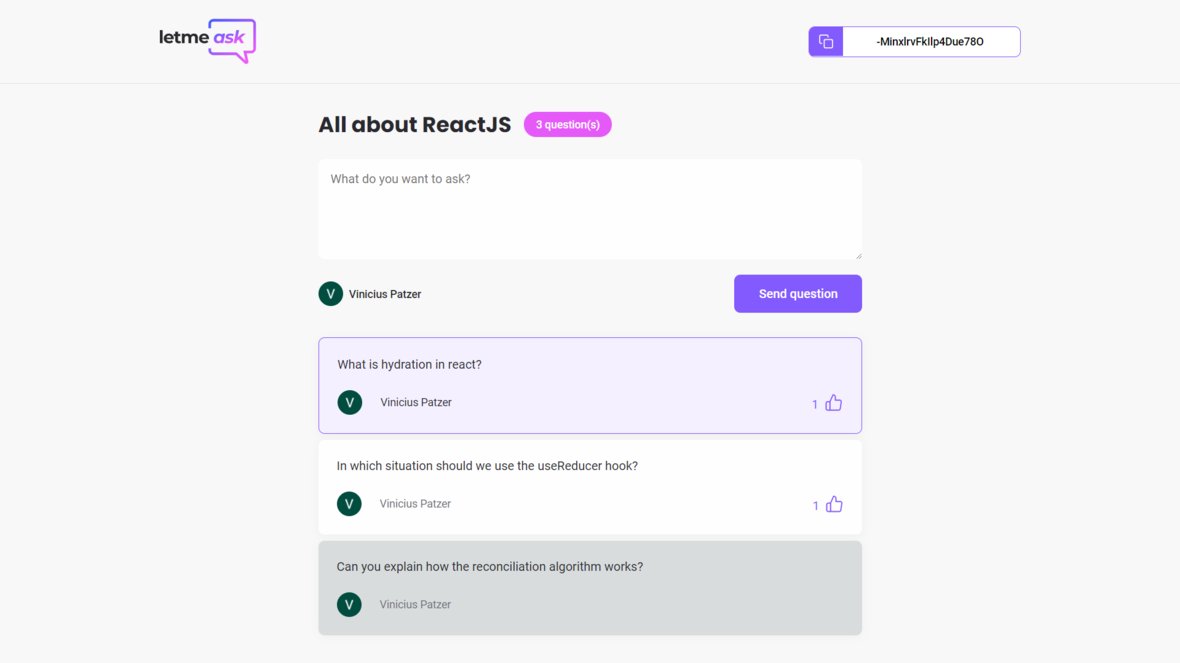 letme ask
-MinxlrvFkIlp4Due78O
All about ReactJS
3 question(s)
What do you want to ask?
V
Vinicius Patzer
Send question
What is hydration in react?
V
Vinicius Patzer
1
In which situation should we use the useReducer hook?
V
Vinicius Patzer
1
Can you explain how the reconciliation algorithm works?
V
Vinicius Patzer